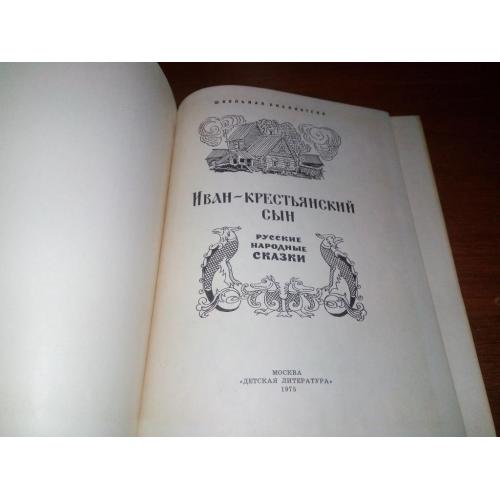 ШКОЛЬНАЯ БИБЛИОТЕКА
ИВАН-КРЕСТЬЯНСКИЙ
СЫН
РУССКИЕ
НАРОДНЫЕ
СКАЗКИ
МОСКВА
«ДЕТСКАЯ ЛИТЕРАТУРА»
1975